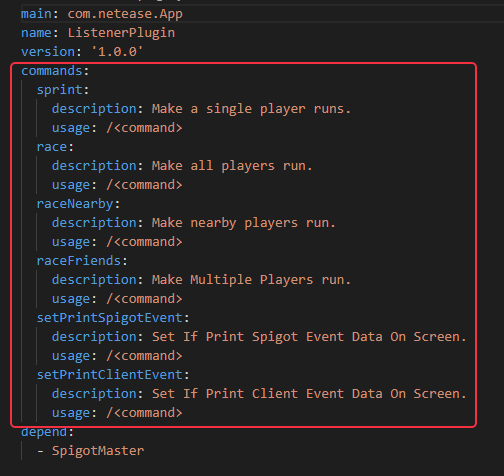 main: com.netease.App
name: ListenerPlugin
version: '1.0.0'
commands:
  sprint:
    description: Make a single player runs.
    usage: /<command>
  race:
    description: Make all players run.
    usage: /<command>
  raceNearby:
    description: Make nearby players run.
    usage: /<command>
  raceFriends:
    description: Make Multiple Players run.
    usage: /<command>
  setPrintSpigotEvent:
    description: Set If Print Spigot Event Data On Screen.
    usage: /<command>
  setPrintClientEvent:
    description: Set If Print Client Event Data On Screen.
    usage: /<command>
depend:
  - SpigotMaster